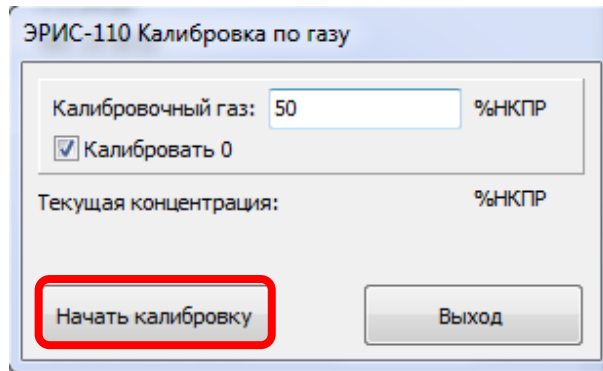 ЭРИС-110 Калибровка по газу
Калибровочный газ: 50 %НКПР
Калибровать 0
Текущая концентрация: %НКПР
Начать калибровку Выход